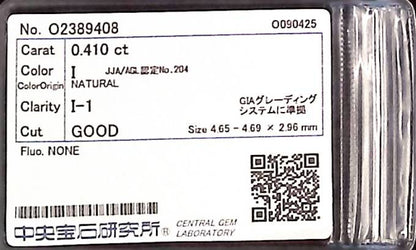 No. O2389408 O090425
Carat 0.410 ct
Color I JJA/AGL認定No.204
ColorOrigin NATURAL
Clarity I-1 GIAグレーディング
システムに準拠
Cut GOOD Size 4.65 - 4.69 × 2.96 mm
Fluo. NONE
中央宝石研究所® CENTRAL GEM
LABORATORY